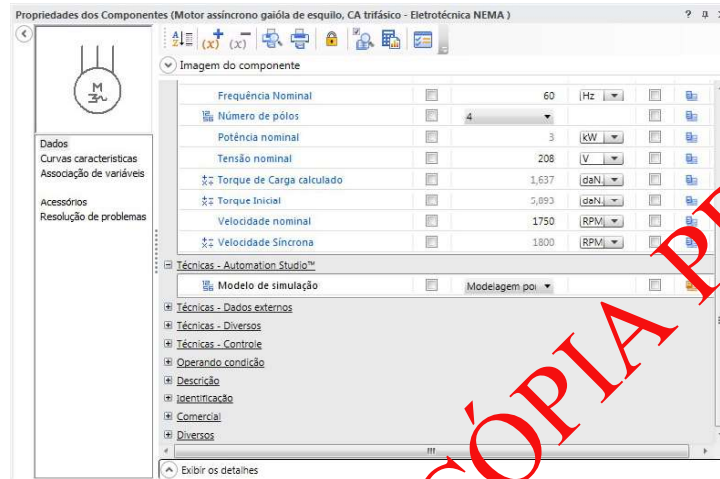 Propriedades dos Componentes (Motor assíncrono gaióla de esquilo, CA trifásico - Eletrotécnica NEMA )
Imagem do componente
M
3~
Dados
Curvas caracteristicas
Associação de variáveis
Acessórios
Resolução de problemas
Frequência Nominal 60 Hz
Número de pólos 4
Potência nominal 3 kW
Tensão nominal 208 V
Torque de Carga calculado 1,637 daN.
Torque Inicial 5,893 daN.
Velocidade nominal 1750 RPM
Velocidade Síncrona 1800 RPM
Técnicas - Automation Studio™
Modelo de simulação Modelagem por
Técnicas - Dados externos
Técnicas - Diversos
Técnicas - Controle
Operando condição
Descrição
Identificação
Comercial
Diversos
Exibir os detalhes
CÓPIA